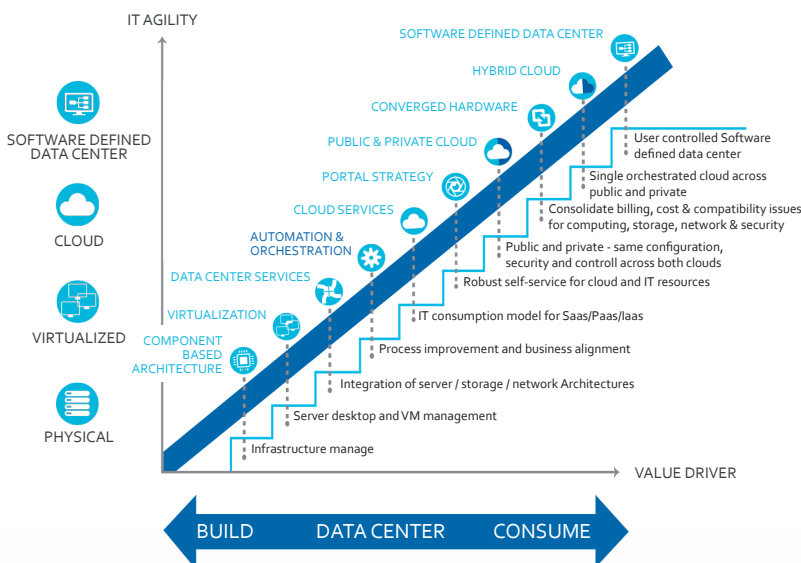 IT AGILITY
SOFTWARE DEFINED DATA CENTER
HYBRID CLOUD
CONVERGED HARDWARE
PUBLIC & PRIVATE CLOUD
PORTAL STRATEGY
CLOUD SERVICES
AUTOMATION &
ORCHESTRATION
DATA CENTER SERVICES
VIRTUALIZATION
COMPONENT
BASED
ARCHITECTURE
SOFTWARE DEFINED
DATA CENTER
CLOUD
VIRTUALIZED
PHYSICAL
User controlled Software
defined data center
Single orchestrated cloud across
public and private
Consolidate billing, cost & compatibility issues
for computing, storage, network & security
Public and private - same configuration,
security and controll across both clouds
Robust self-service for cloud and IT resources
IT consumption model for Saas/Paas/Iaas
Process improvement and business alignment
Integration of server / storage / network Architectures
Server desktop and VM management
Infrastructure manage
VALUE DRIVER
BUILD DATA CENTER CONSUME